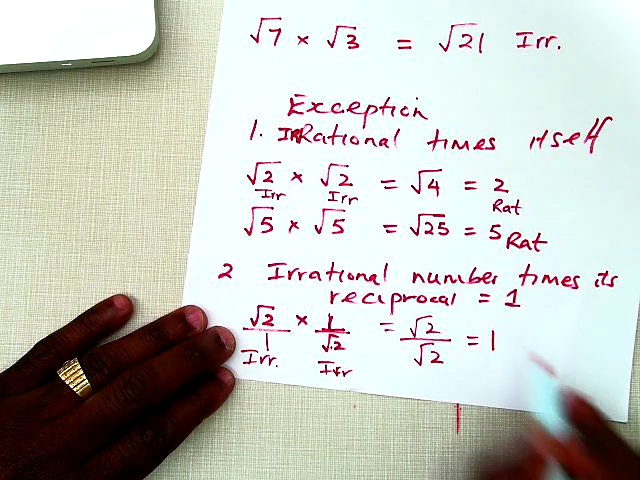 √7 × √3 = √21 Irr.
Exception
1. IRRational times itself
√2 × √2 = √4 = 2
Irr Irr Rat
√5 × √5 = √25 = 5 Rat
2 Irrational number times its
reciprocal = 1
√2/1 × 1/√2 = √2/√2 = 1
Irr. Irr